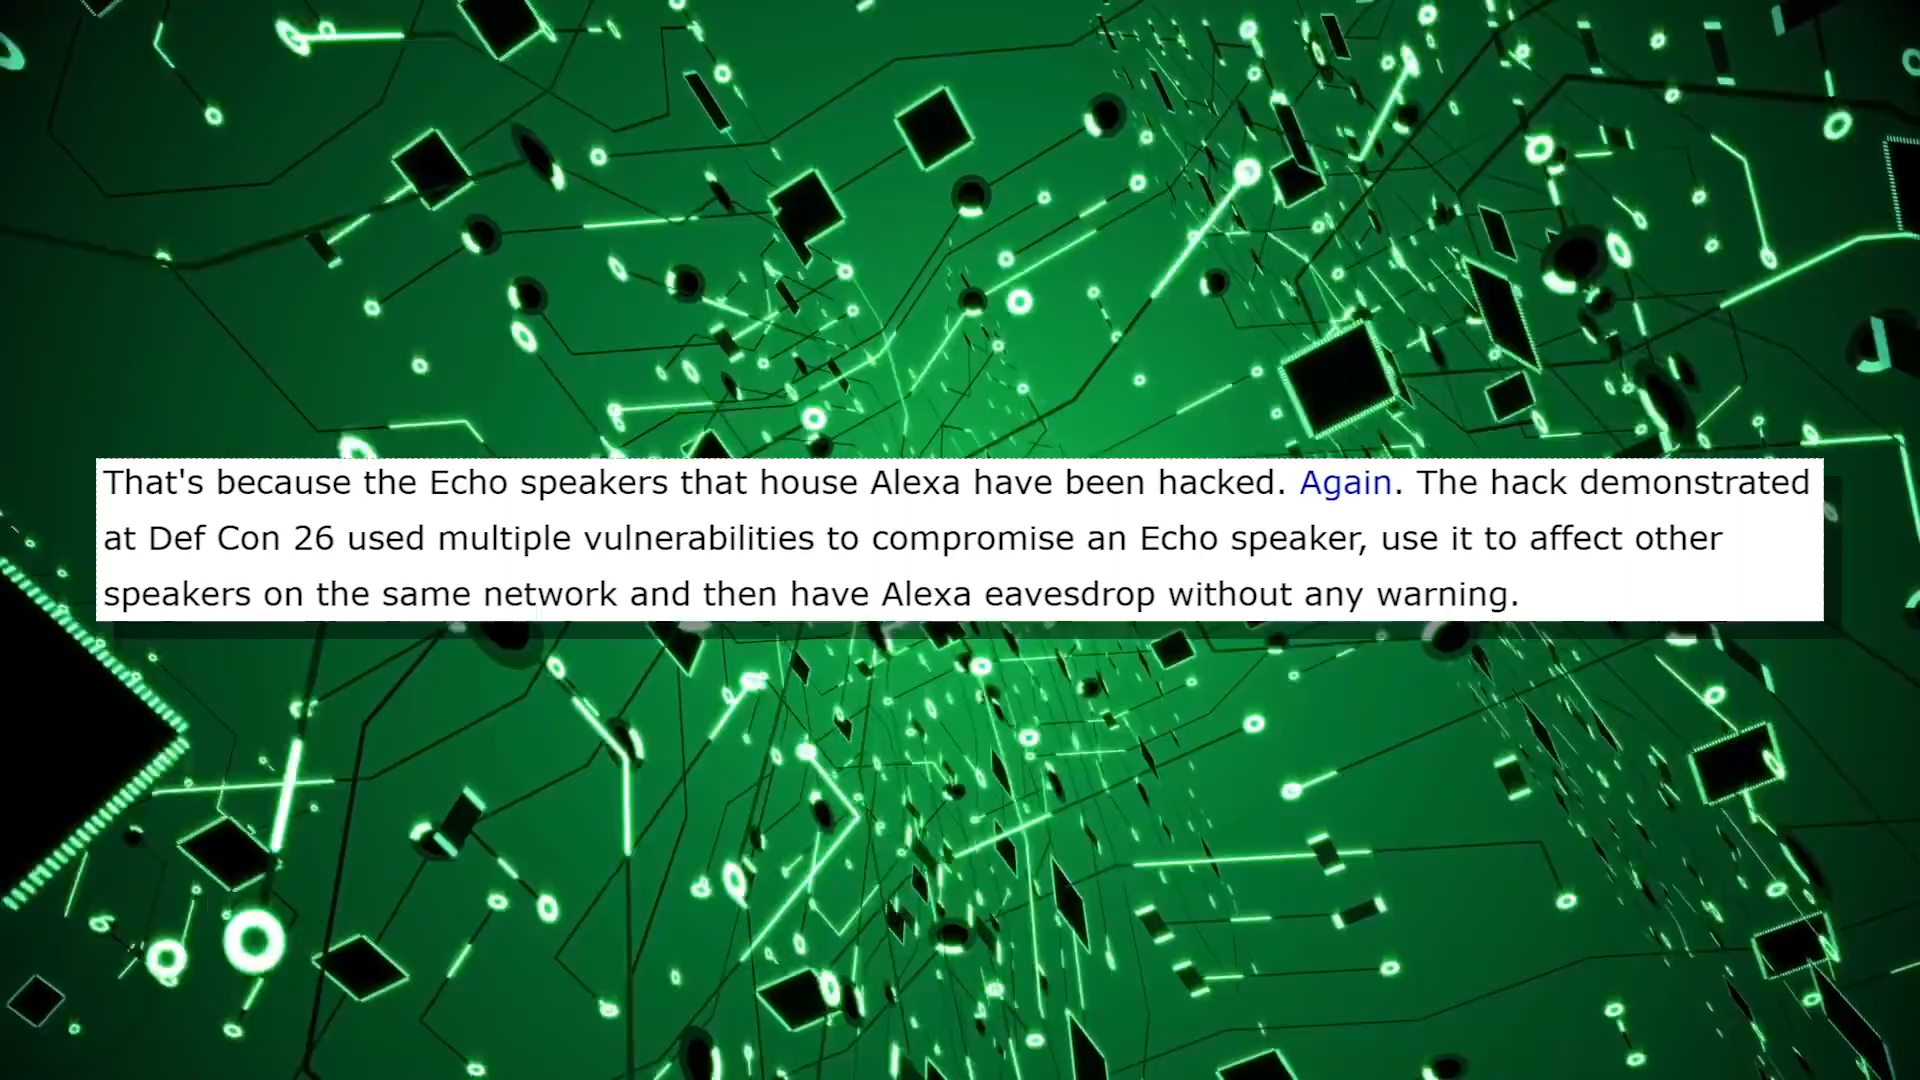 That's because the Echo speakers that house Alexa have been hacked. Again. The hack demonstrated
at Def Con 26 used multiple vulnerabilities to compromise an Echo speaker, use it to affect other
speakers on the same network and then have Alexa eavesdrop without any warning.